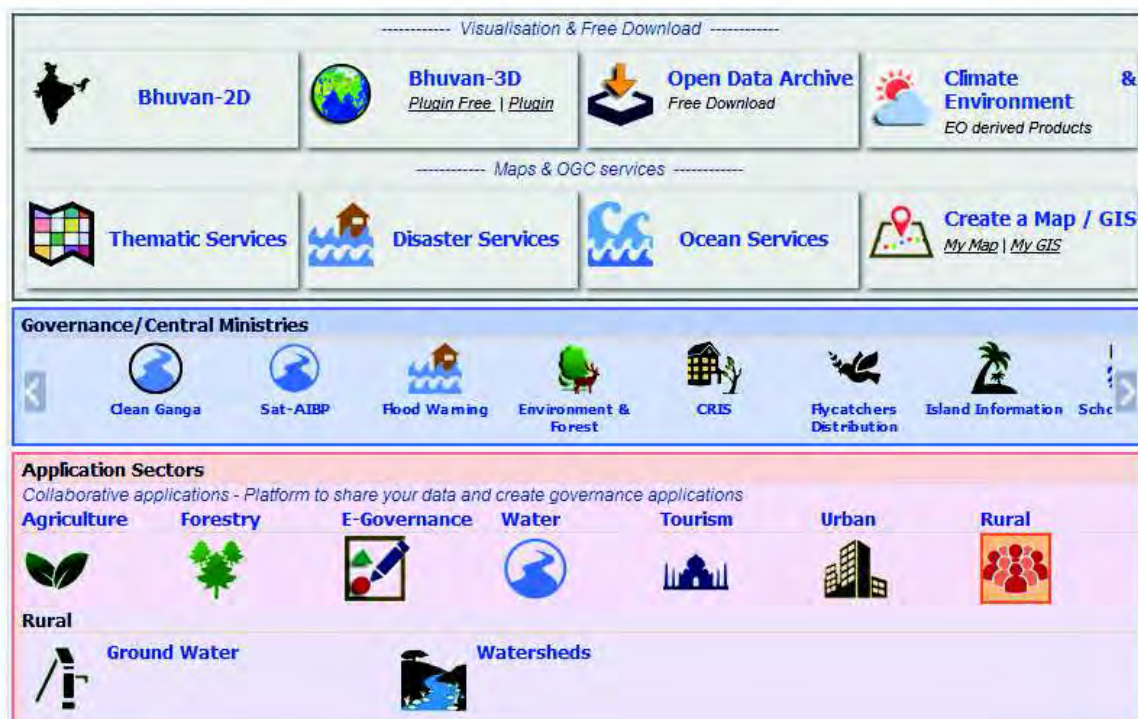 ------------ Visualisation & Free Download ------------
Bhuvan-2D
Bhuvan-3D
Plugin Free | Plugin
Open Data Archive
Free Download
Climate &
Environment
EO derived Products
------------ Maps & OGC services ------------
Thematic Services
Disaster Services
Ocean Services
Create a Map / GIS
My Map | My GIS
Governance/Central Ministries
Clean Ganga
Sat-AIBP
Flood Warning
Environment &
Forest
CRIS
Flycatchers
Distribution
Island Information
Application Sectors
Collaborative applications - Platform to share your data and create governance applications
Agriculture Forestry E-Governance Water Tourism Urban Rural
Rural
Ground Water
Watersheds